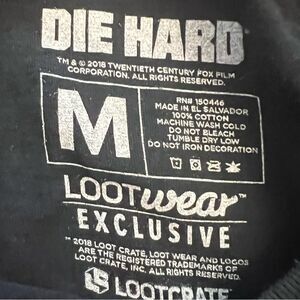 DIE HARD
™ & © 2018 TWENTIETH CENTURY FOX FILM
CORPORATION. ALL RIGHTS RESERVED.
M
RN# 150446
MADE IN EL SALVADOR
100% COTTON
MACHINE WASH COLD
DO NOT BLEACH
TUMBLE DRY LOW
DO NOT IRON DECORATION
LOOTwear™
EXCLUSIVE
™ 2018 LOOT CRATE, LOOT WEAR AND LOGOS
ARE THE REGISTERED TRADEMARKS OF
LOOT CRATE, INC. ALL RIGHTS RESERVED.
LOOTCRATE